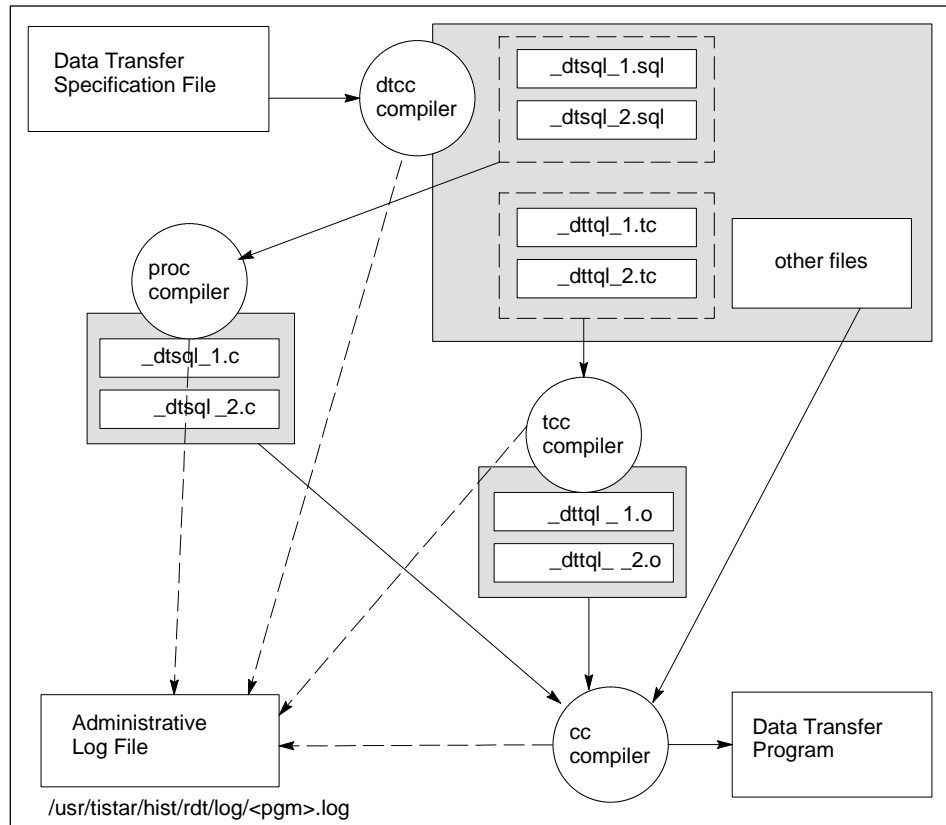 Data Transfer
Specification File
dtcc
compiler
_dtsql_1.sql
_dtsql_2.sql
_dttql_1.tc
_dttql_2.tc
other files
proc
compiler
_dtsql_1.c
_dtsql _2.c
tcc
compiler
_dttql _ 1.o
_dttql_ _2.o
Administrative
Log File
cc
compiler
Data Transfer
Program
/usr/tistar/hist/rdt/log/<pgm>.log